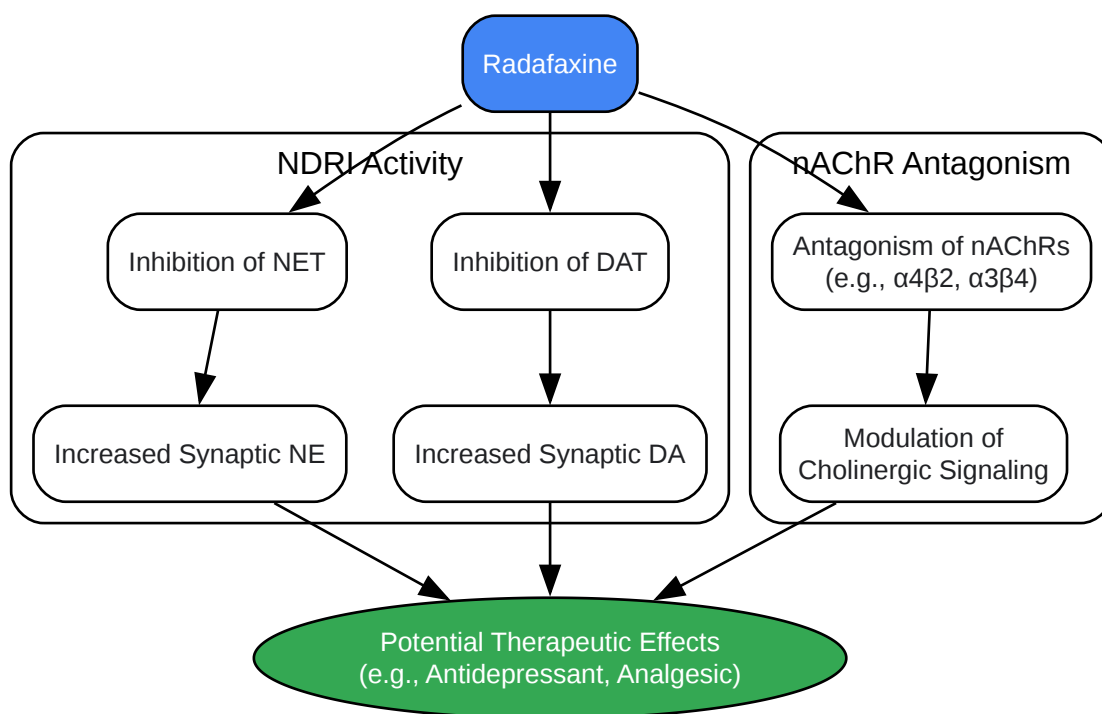 Radafaxine
NDRI Activity
nAChR Antagonism
Inhibition of NET
Inhibition of DAT
Antagonism of nAChRs
(e.g., α4β2, α3β4)
Increased Synaptic NE
Increased Synaptic DA
Modulation of
Cholinergic Signaling
Potential Therapeutic Effects
(e.g., Antidepressant, Analgesic)